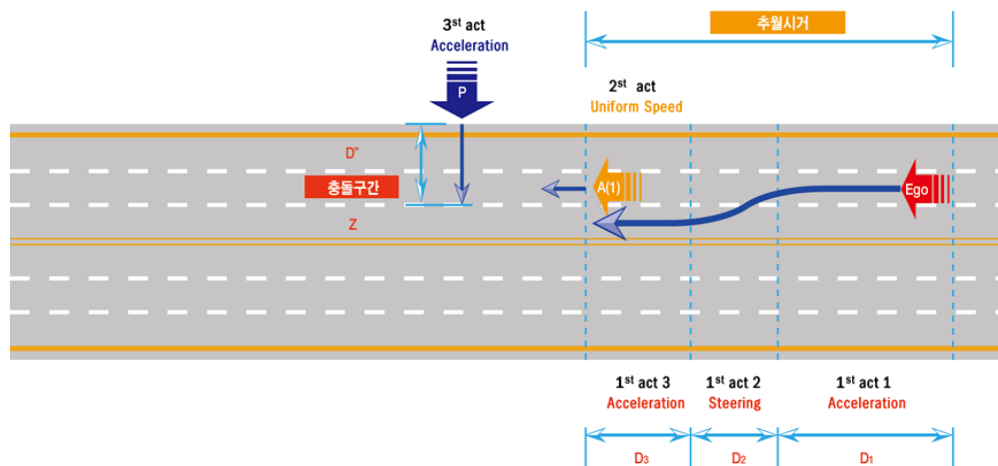 추월시거
3st act
Acceleration
P
2st act
Uniform Speed
D"
충돌구간
Z
A(1)
Ego
1st act 3
Acceleration
1st act 2
Steering
1st act 1
Acceleration
D3
D2
D1